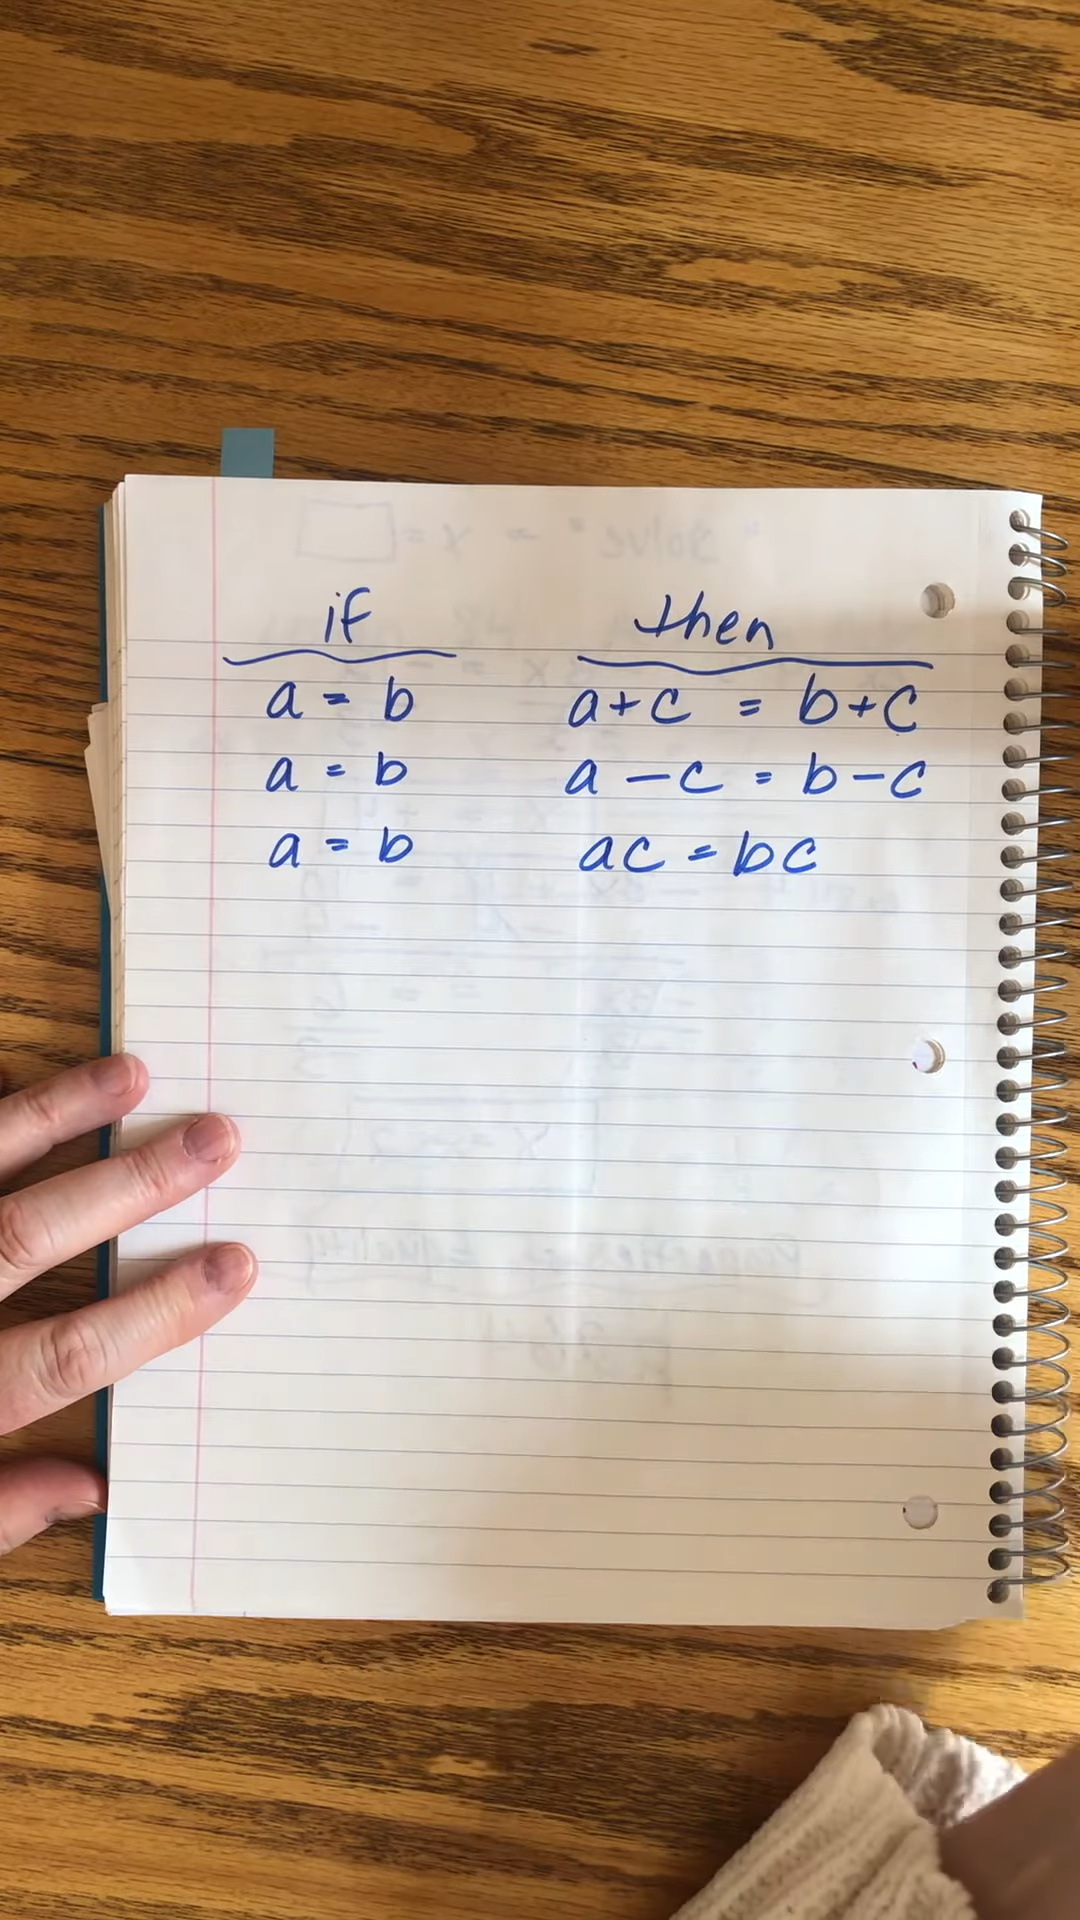 if then
a = b a+c = b+c
a = b a - c = b - c
a = b ac = bc